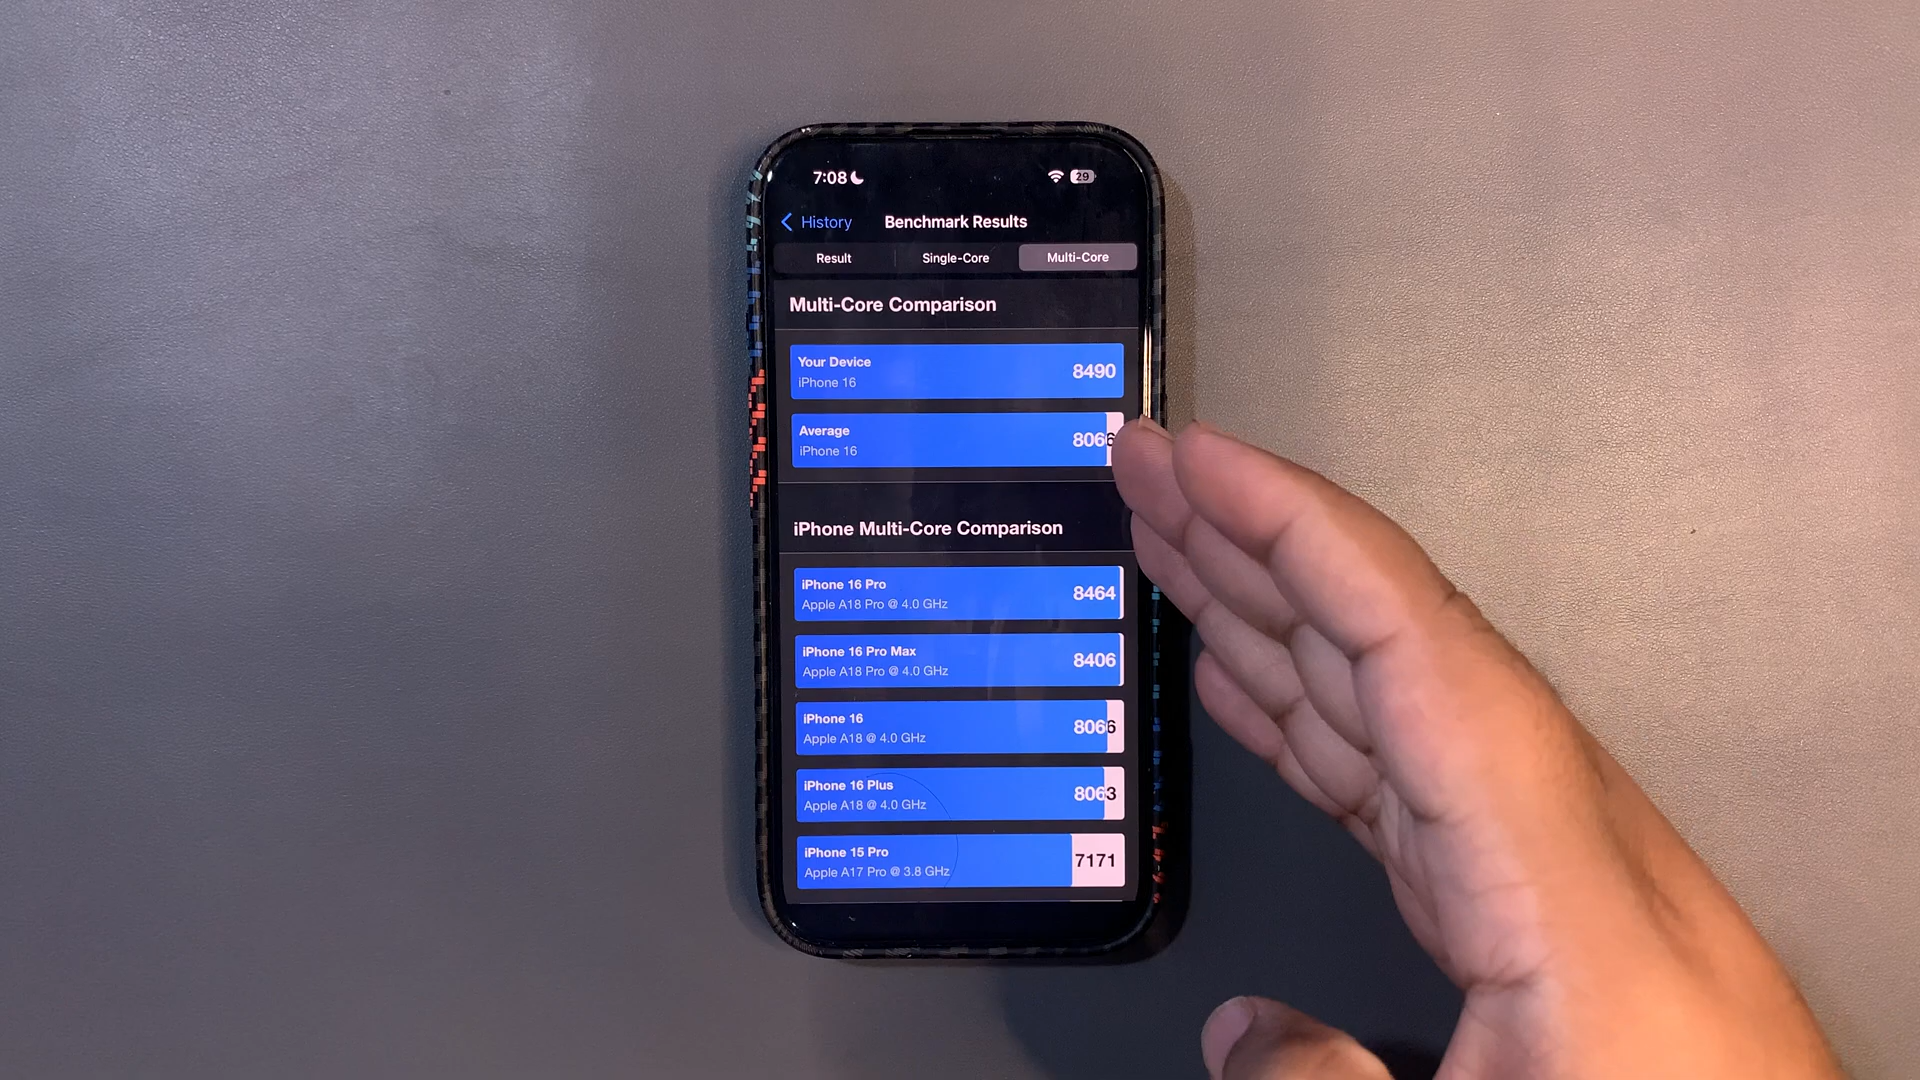 7:08
29
History
Benchmark Results
Result
Single-Core
Multi-Core
Multi-Core Comparison
Your Device
iPhone 16
8490
Average
iPhone 16
8066
iPhone Multi-Core Comparison
iPhone 16 Pro
Apple A18 Pro @ 4.0 GHz
8464
iPhone 16 Pro Max
Apple A18 Pro @ 4.0 GHz
8406
iPhone 16
Apple A18 @ 4.0 GHz
8066
iPhone 16 Plus
Apple A18 @ 4.0 GHz
8063
iPhone 15 Pro
Apple A17 Pro @ 3.8 GHz
7171